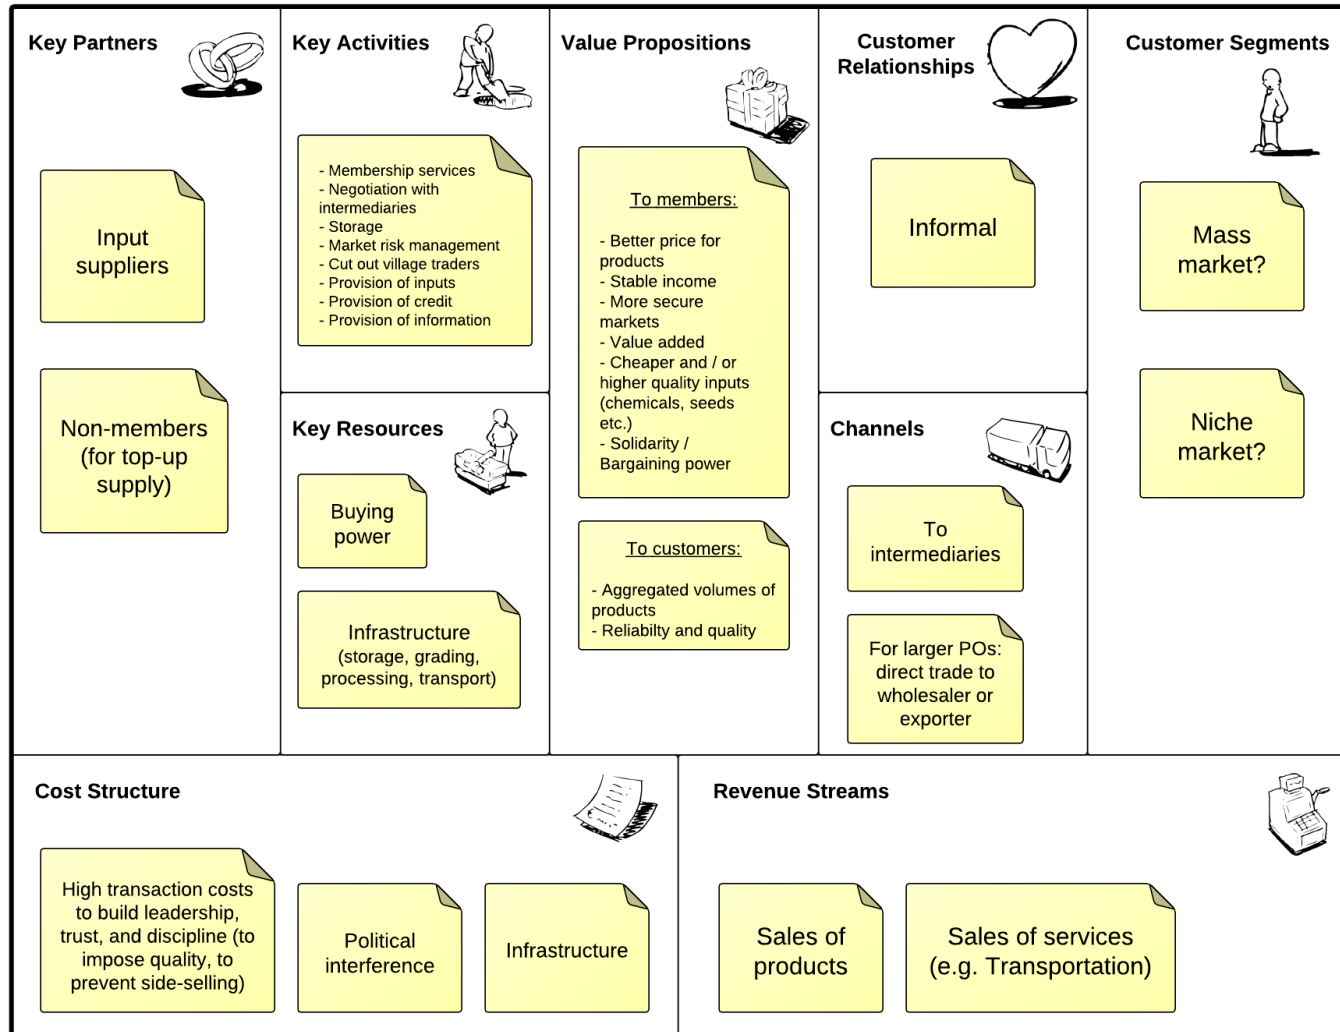 Key Partners
Input
suppliers
Non-members
(for top-up
supply)
Key Activities
- Membership services
- Negotiation with
intermediaries
- Storage
- Market risk management
- Cut out village traders
- Provision of inputs
- Provision of credit
- Provision of information
Key Resources
Buying
power
Infrastructure
(storage, grading,
processing, transport)
Value Propositions
To members:
- Better price for
products
- Stable income
- More secure
markets
- Value added
- Cheaper and / or
higher quality inputs
(chemicals, seeds
etc.)
- Solidarity /
Bargaining power
To customers:
- Aggregated volumes of
products
- Reliabilty and quality
Customer
Relationships
Informal
Channels
To
intermediaries
For larger POs:
direct trade to
wholesaler or
exporter
Customer Segments
Mass
market?
Niche
market?
Cost Structure
High transaction costs
to build leadership,
trust, and discipline (to
impose quality, to
prevent side-selling)
Political
interference
Infrastructure
Revenue Streams
Sales of
products
Sales of services
(e.g. Transportation)